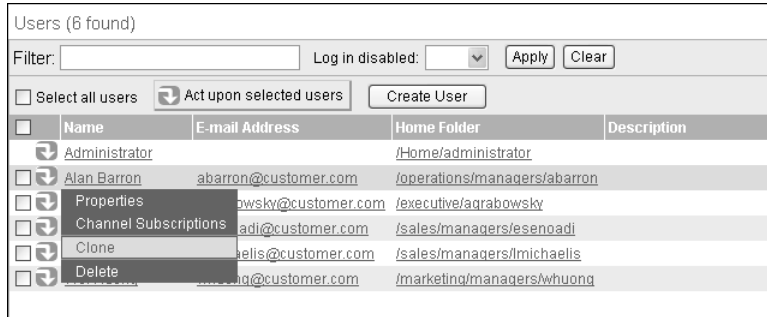 Users (6 found)
Filter: Log in disabled: Apply Clear
Select all users Act upon selected users Create User
Name E-mail Address Home Folder Description
Administrator /Home/administrator
Alan Barron abarron@customer.com /operations/managers/abarron
Properties owsky@customer.com /executive/agrabowsky
Channel Subscriptions adi@customer.com /sales/managers/esenoadi
Clone aelis@customer.com /sales/managers/lmichaelis
Delete @customer.com /marketing/managers/whuong